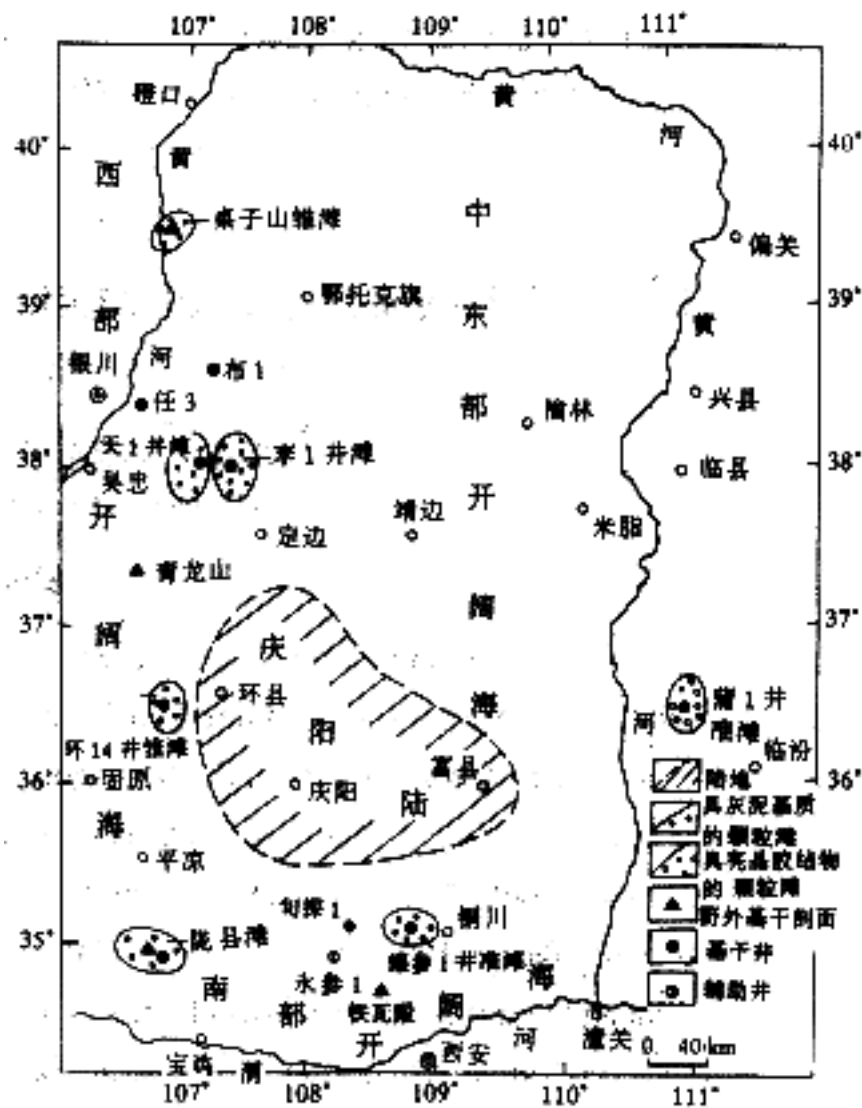 107° 108° 109° 110° 111°
磴口
黄
河
40° 西 黄 40°
中
桌子山雏滩
偏关
39° 鄂托克旗 39°
部 东 黄
银川 河 布1
任3 部 榆林 兴县
天1井滩 李1井滩
38° 吴忠 临县 38°
开 定边 靖边 开 米脂
青龙山
37° 阔 阔 37°
庆
环县 海 河 蒲1井
准滩
阳
环14井雏滩 富县 临汾
36° 固原 庆阳 陆 36°
海 陆地
平凉 具灰泥基质
的颗粒滩
具亮晶胶结物
的颗粒滩
旬探1 铜川 野外基干剖面
35° 陇县滩 基干井
永参1 耀参1井准滩 海
南 铁瓦殿 辅助井
部 阔
开 河 潼关
宝鸡 渭 西安 0 40km
107° 108° 109° 110° 111°